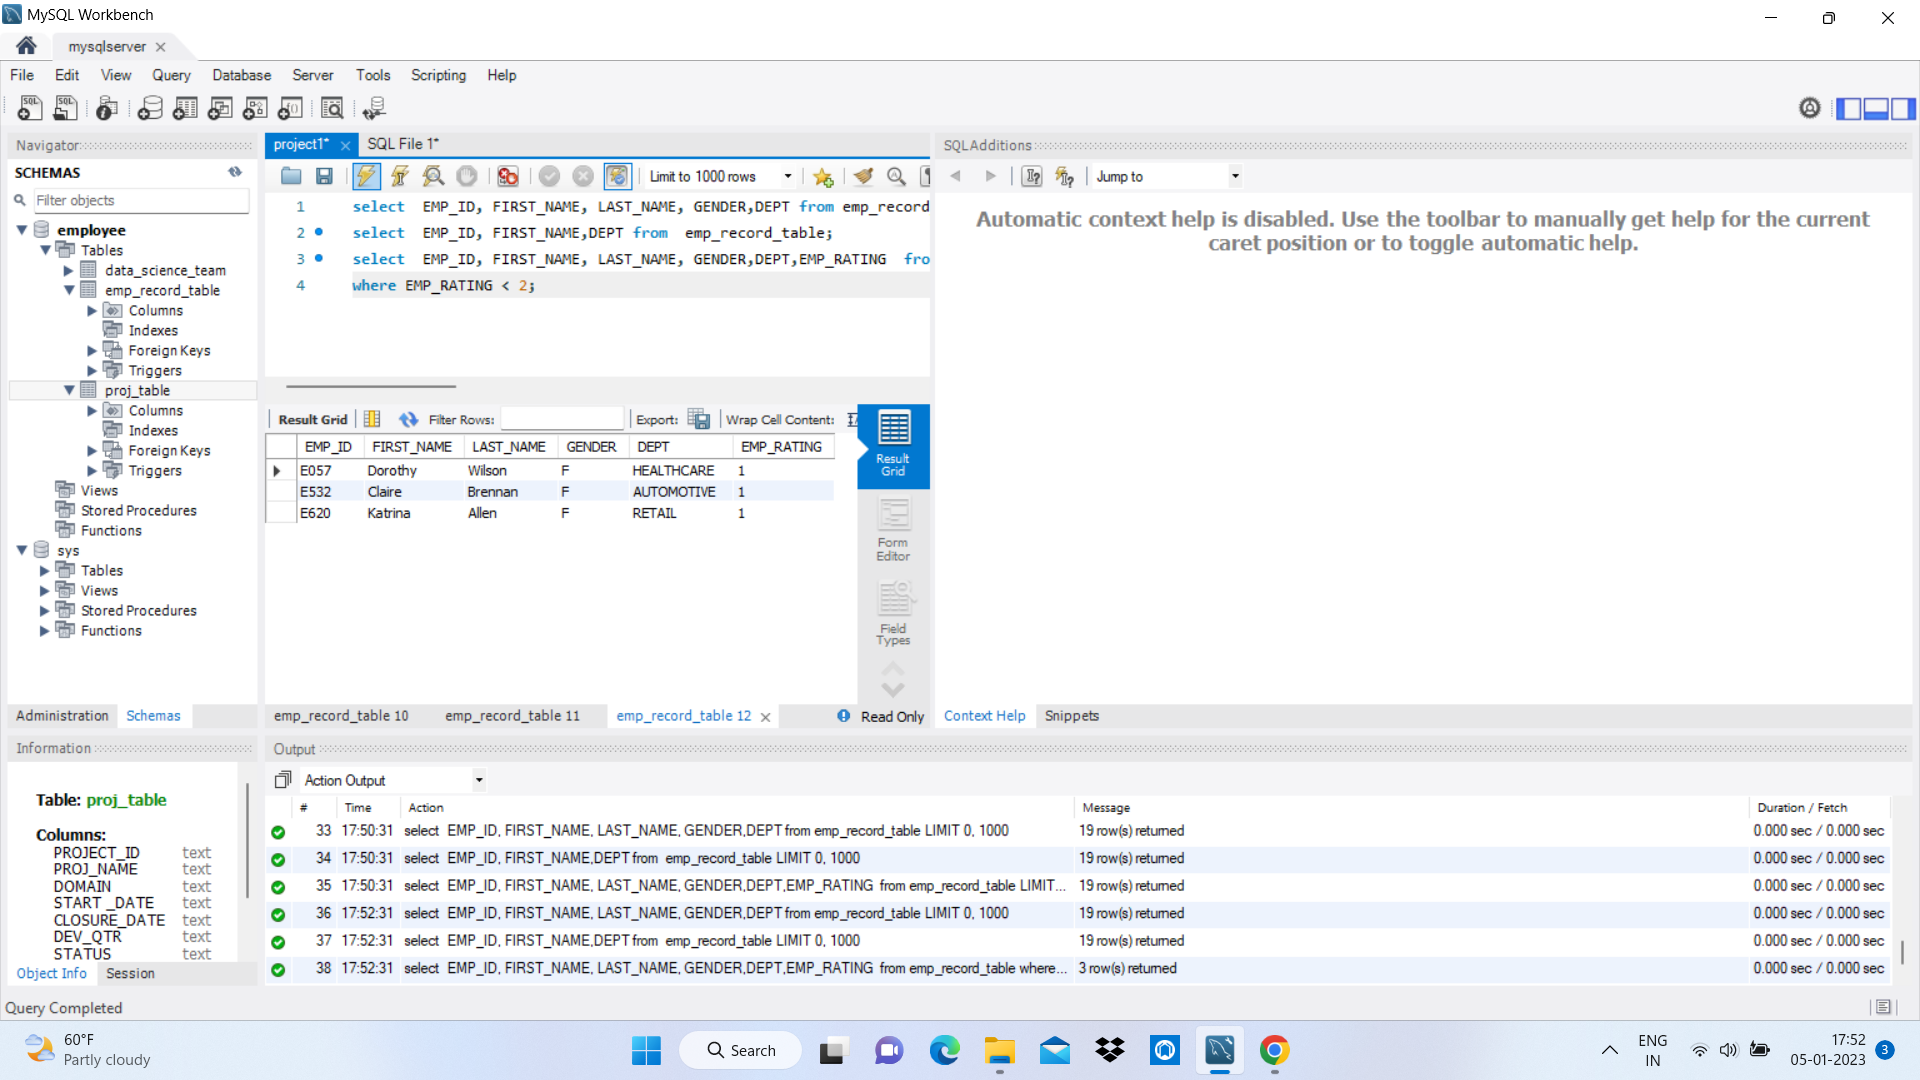 MySQL Workbench
mysqlserver
File Edit View Query Database Server Tools Scripting Help
Navigator
SCHEMAS
Filter objects
employee
Tables
data_science_team
emp_record_table
Columns
Indexes
Foreign Keys
Triggers
proj_table
Columns
Indexes
Foreign Keys
Triggers
Views
Stored Procedures
Functions
sys
Tables
Views
Stored Procedures
Functions
Administration Schemas
project1* SQL File 1*
Limit to 1000 rows
1 select EMP_ID, FIRST_NAME, LAST_NAME, GENDER,DEPT from emp_record
2 select EMP_ID, FIRST_NAME,DEPT from emp_record_table;
3 select EMP_ID, FIRST_NAME, LAST_NAME, GENDER,DEPT,EMP_RATING fro
4 where EMP_RATING < 2;
Result Grid Filter Rows: Export: Wrap Cell Content:
EMP_ID FIRST_NAME LAST_NAME GENDER DEPT EMP_RATING
E057 Dorothy Wilson F HEALTHCARE 1
E532 Claire Brennan F AUTOMOTIVE 1
E620 Katrina Allen F RETAIL 1
Result
Grid
Form
Editor
Field
Types
emp_record_table 10 emp_record_table 11 emp_record_table 12 Read Only
SQLAdditions
Jump to
Automatic context help is disabled. Use the toolbar to manually get help for the current
caret position or to toggle automatic help.
Context Help Snippets
Information
Table: proj_table
Columns:
PROJECT_ID text
PROJ_NAME text
DOMAIN text
START _DATE text
CLOSURE_DATE text
DEV_QTR text
STATUS text
Object Info Session
Output
Action Output
# Time Action Message Duration / Fetch
33 17:50:31 select EMP_ID, FIRST_NAME, LAST_NAME, GENDER,DEPT from emp_record_table LIMIT 0, 1000 19 row(s) returned 0.000 sec / 0.000 sec
34 17:50:31 select EMP_ID, FIRST_NAME,DEPT from emp_record_table LIMIT 0, 1000 19 row(s) returned 0.000 sec / 0.000 sec
35 17:50:31 select EMP_ID, FIRST_NAME, LAST_NAME, GENDER,DEPT,EMP_RATING from emp_record_table LIMIT... 19 row(s) returned 0.000 sec / 0.000 sec
36 17:52:31 select EMP_ID, FIRST_NAME, LAST_NAME, GENDER,DEPT from emp_record_table LIMIT 0, 1000 19 row(s) returned 0.000 sec / 0.000 sec
37 17:52:31 select EMP_ID, FIRST_NAME,DEPT from emp_record_table LIMIT 0, 1000 19 row(s) returned 0.000 sec / 0.000 sec
38 17:52:31 select EMP_ID, FIRST_NAME, LAST_NAME, GENDER,DEPT,EMP_RATING from emp_record_table where... 3 row(s) returned 0.000 sec / 0.000 sec
Query Completed
60°F
Partly cloudy
Search
ENG
IN
17:52
05-01-2023
3